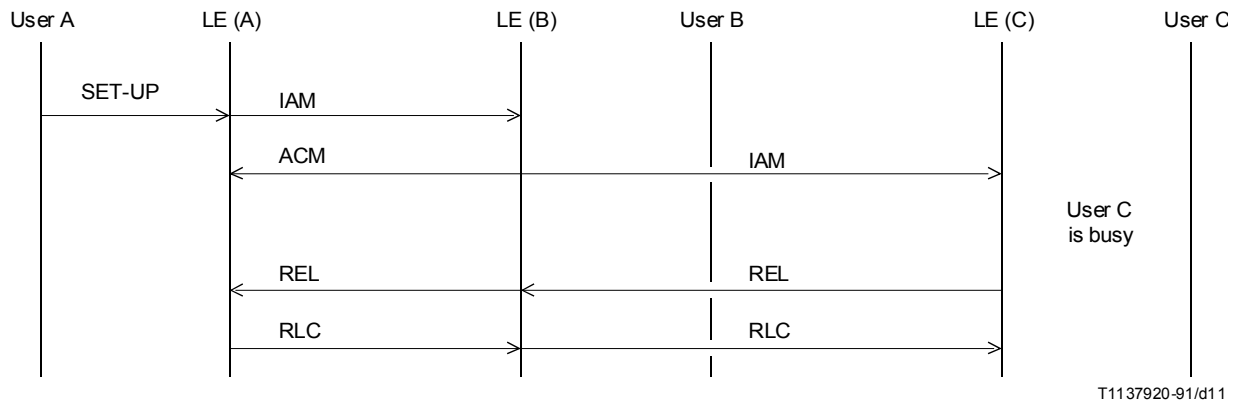 User A LE (A) LE (B) User B LE (C) User C
SET-UP
IAM
ACM
IAM
User C
is busy
REL REL
RLC RLC
T1137920-91/d11